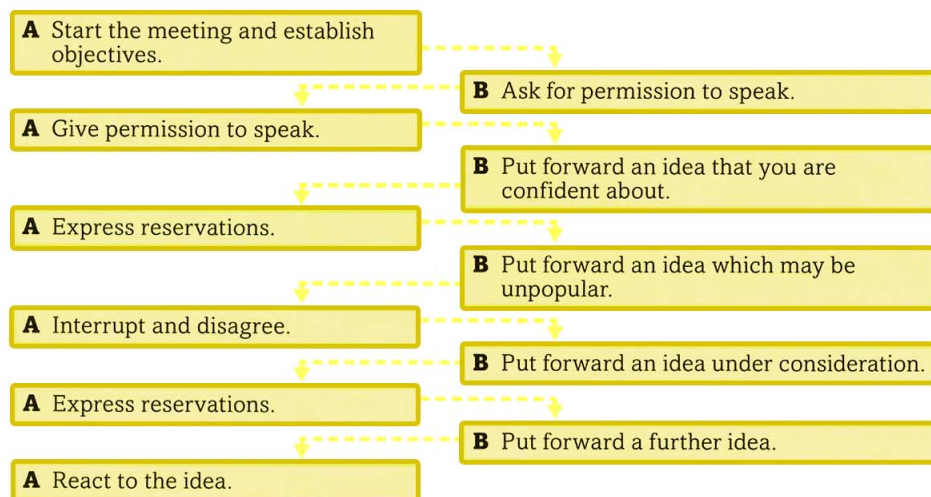 A Start the meeting and establish
objectives.
B Ask for permission to speak.
A Give permission to speak.
B Put forward an idea that you are
confident about.
A Express reservations.
B Put forward an idea which may be
unpopular.
A Interrupt and disagree.
B Put forward an idea under consideration.
A Express reservations.
B Put forward a further idea.
A React to the idea.